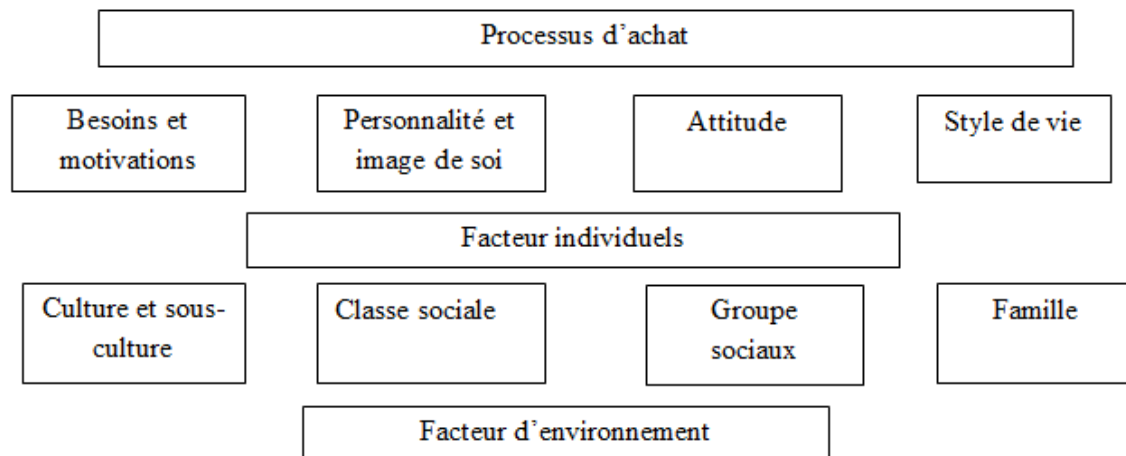 Processus d'achat
Besoins et
motivations
Personnalité et
image de soi
Attitude
Style de vie
Facteur individuels
Culture et sous-
culture
Classe sociale
Groupe
sociaux
Famille
Facteur d'environnement